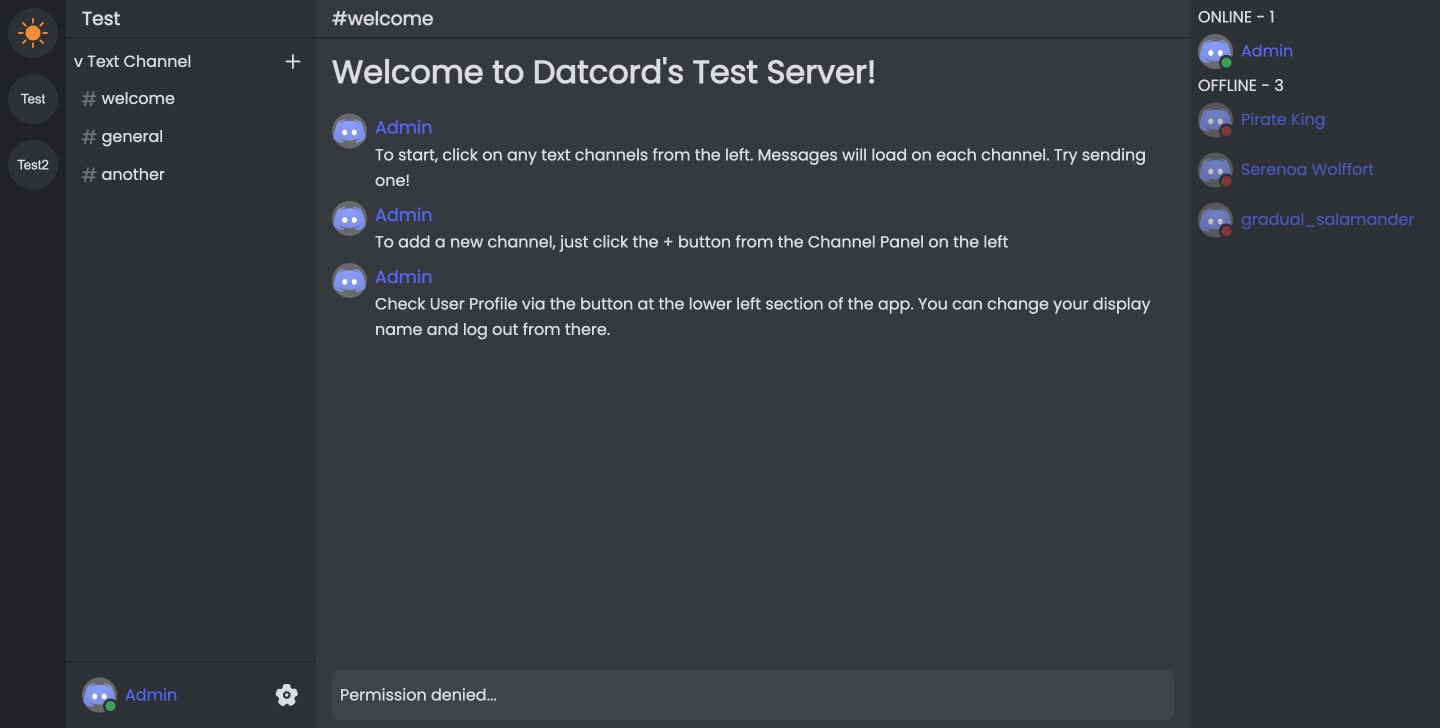 Test
Test2
Test
v Text Channel
# welcome
# general
# another
Admin
#welcome
Welcome to Datcord's Test Server!
Admin
To start, click on any text channels from the left. Messages will load on each channel. Try sending
one!
Admin
To add a new channel, just click the + button from the Channel Panel on the left
Admin
Check User Profile via the button at the lower left section of the app. You can change your display
name and log out from there.
Permission denied...
ONLINE - 1
Admin
OFFLINE - 3
Pirate King
Serenoa Wolffort
gradual_salamander